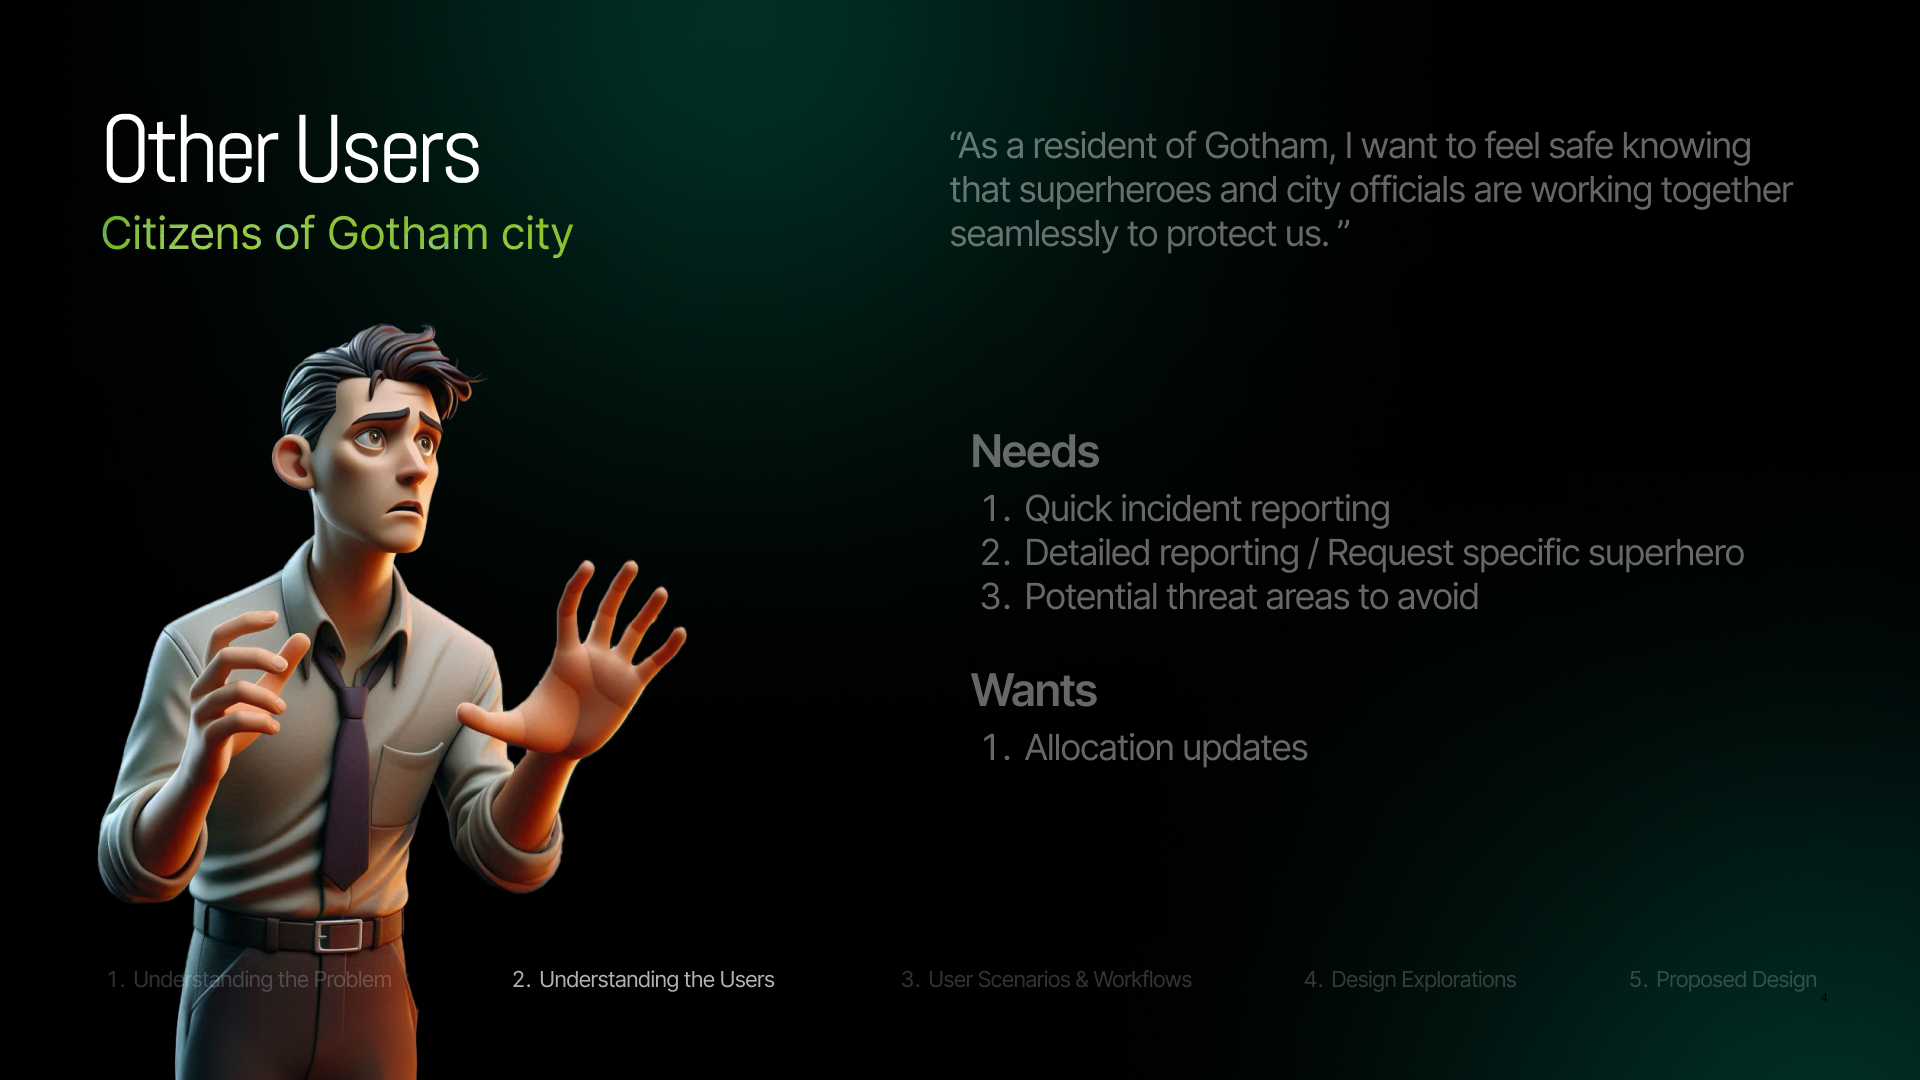 Other Users
Citizens of Gotham city
“As a resident of Gotham, I want to feel safe knowing
that superheroes and city officials are working together
seamlessly to protect us. ”
Needs
1. Quick incident reporting
2. Detailed reporting / Request specific superhero
3. Potential threat areas to avoid
Wants
1. Allocation updates
1. Understanding the Problem
2. Understanding the Users
3. User Scenarios & Workflows
4. Design Explorations
5. Proposed Design
4